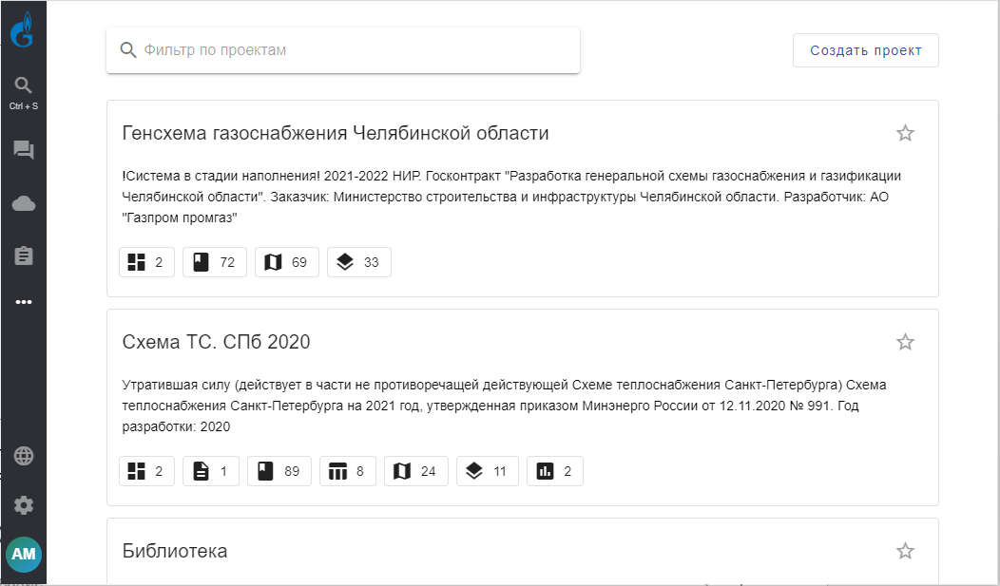 Фильтр по проектам
Создать проект
Ctrl + S
Генсхема газоснабжения Челябинской области
!Система в стадии наполнения! 2021-2022 НИР. Госконтракт "Разработка генеральной схемы газоснабжения и газификации
Челябинской области". Заказчик: Министерство строительства и инфраструктуры Челябинской области. Разработчик: АО
"Газпром промгаз"
2 72 69 33
Схема ТС. СПб 2020
Утратившая силу (действует в части не противоречащей действующей Схеме теплоснабжения Санкт-Петербурга) Схема
теплоснабжения Санкт-Петербурга на 2021 год, утвержденная приказом Минэнерго России от 12.11.2020 № 991. Год
разработки: 2020
2 1 89 8 24 11 2
Библиотека
AM